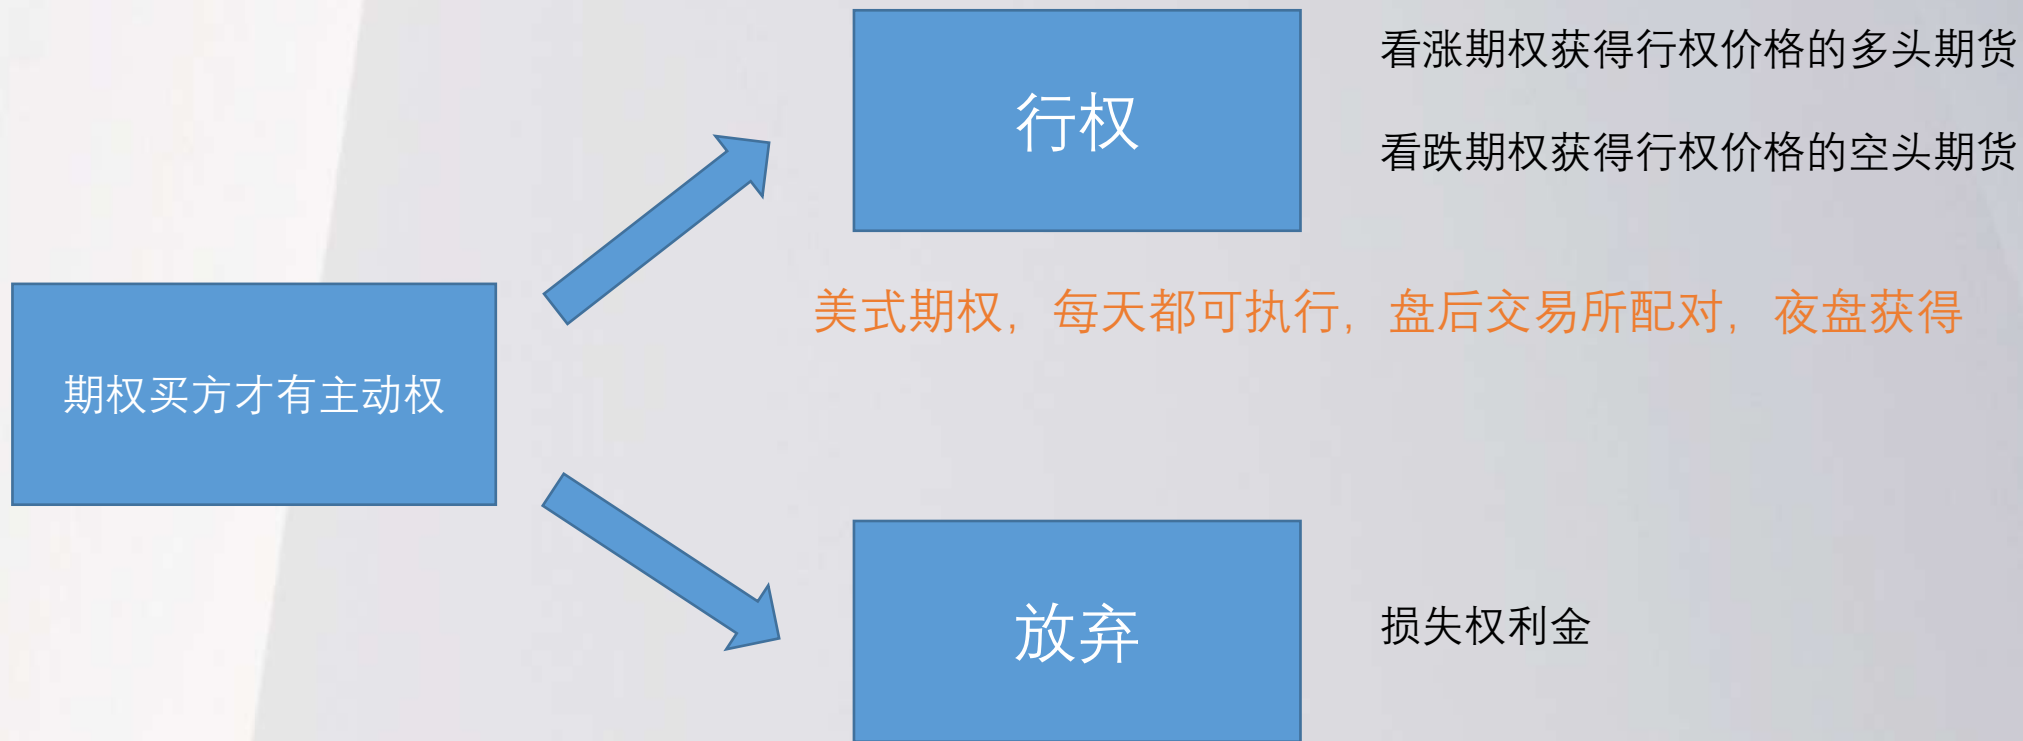 看涨期权获得行权价格的多头期货
行权
看跌期权获得行权价格的空头期货
美式期权，每天都可执行，盘后交易所配对，夜盘获得
期权买方才有主动权
放弃
损失权利金